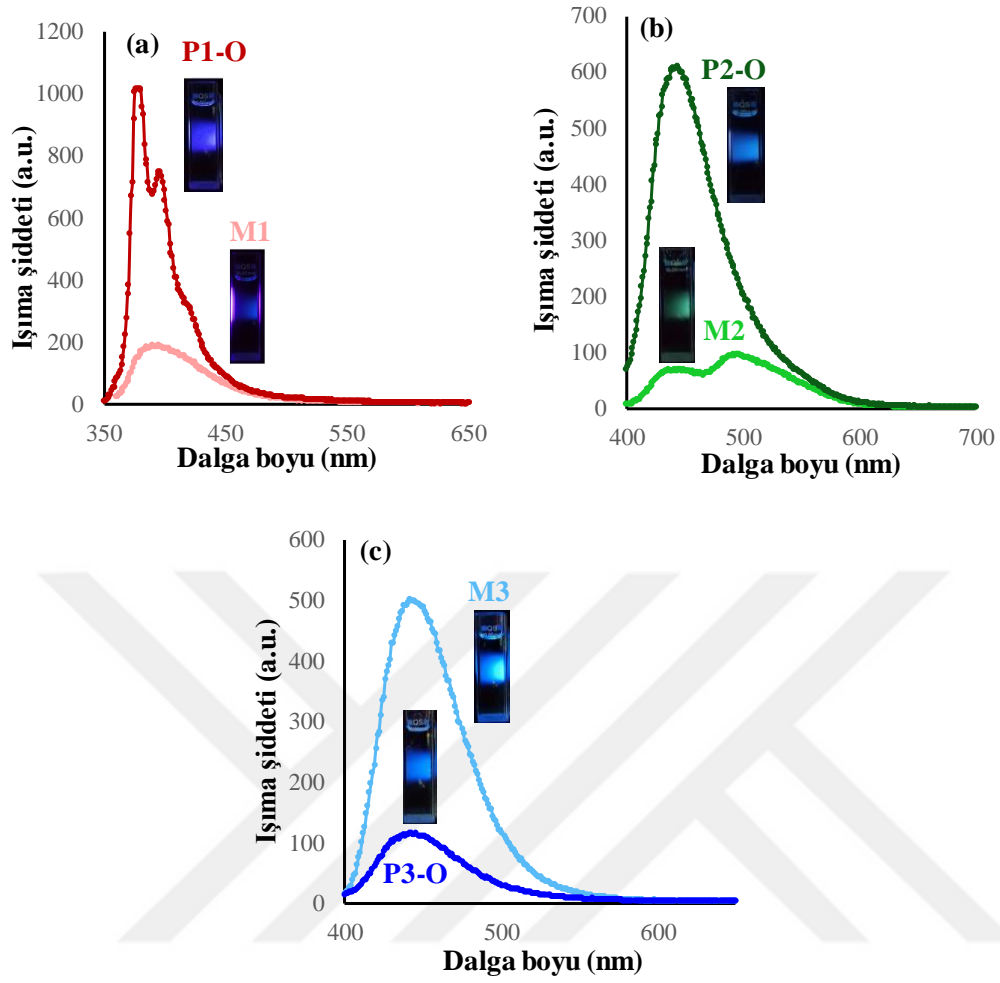 (a)
P1-O
M1
Işıma şiddeti (a.u.)
1200
1000
800
600
400
200
0
350
450
550
650
Dalga boyu (nm)
(b)
P2-O
M2
Işıma şiddeti (a.u.)
700
600
500
400
300
200
100
0
400
500
600
700
Dalga boyu (nm)
(c)
M3
P3-O
Işıma şiddeti (a.u.)
600
500
400
300
200
100
0
400
500
600
Dalga boyu (nm)